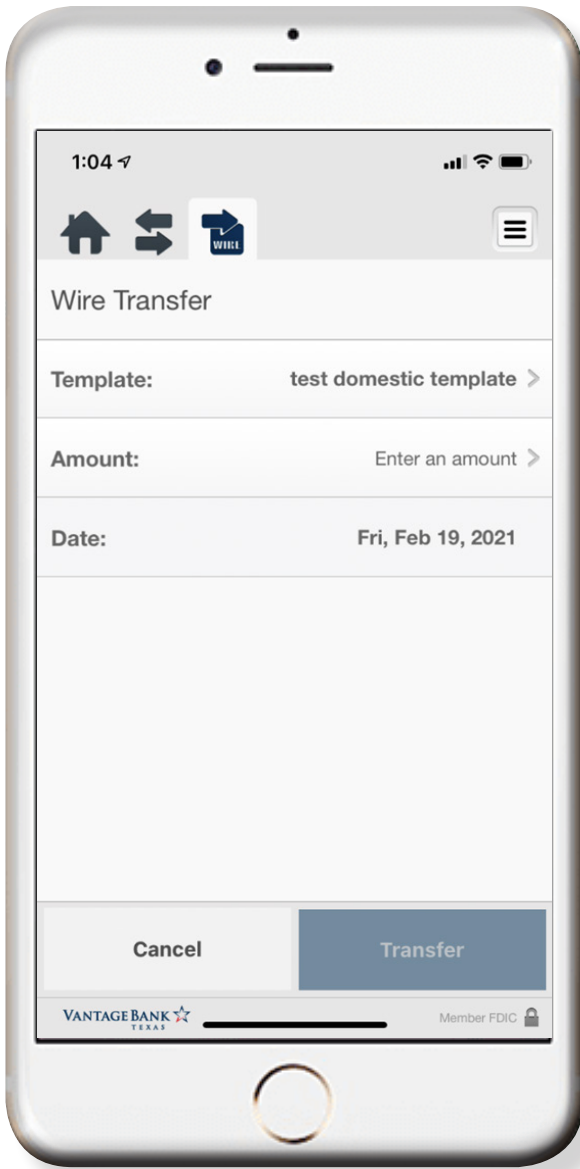 1:04
WIRE
Wire Transfer
Template: test domestic template
Amount: Enter an amount
Date: Fri, Feb 19, 2021
Cancel Transfer
VANTAGE BANK
TEXAS
Member FDIC